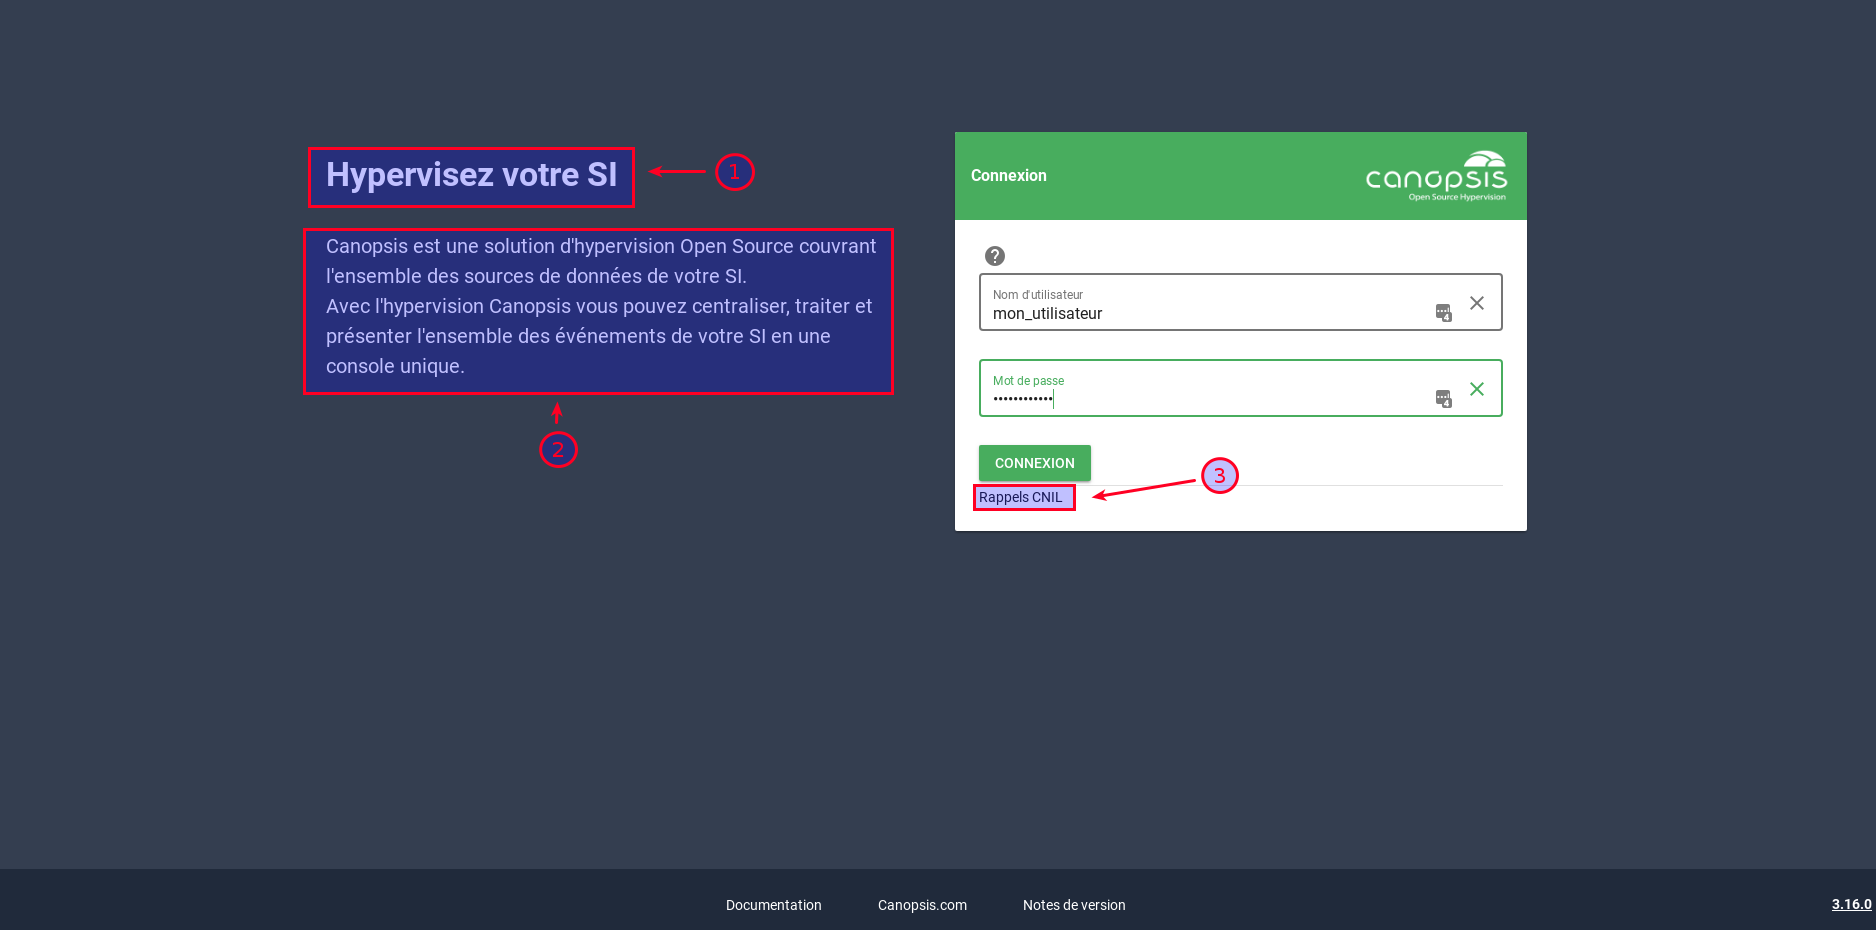 Hypervisez votre SI
1
Canopsis est une solution d'hypervision Open Source couvrant
l'ensemble des sources de données de votre SI.
Avec l'hypervision Canopsis vous pouvez centraliser, traiter et
présenter l'ensemble des événements de votre SI en une
console unique.
2
Connexion
canopsis
Open Source Hypervision
Nom d'utilisateur
mon_utilisateur
4
Mot de passe
••••••••••••
4
CONNEXION
3
Rappels CNIL
Documentation
Canopsis.com
Notes de version
3.16.0